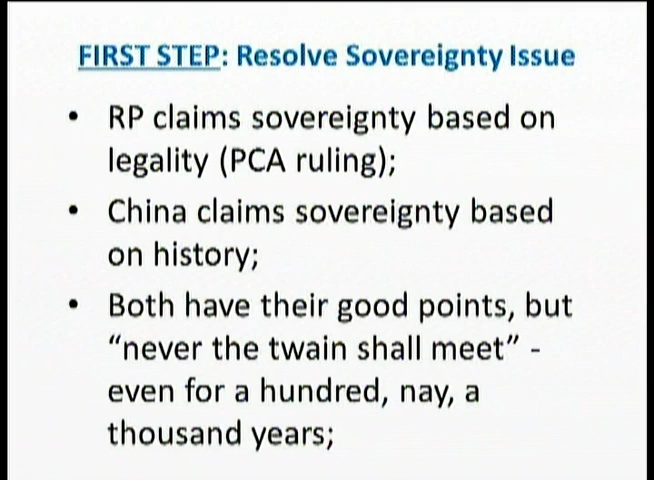 FIRST STEP: Resolve Sovereignty Issue
• RP claims sovereignty based on
legality (PCA ruling);
• China claims sovereignty based
on history;
• Both have their good points, but
“never the twain shall meet” -
even for a hundred, nay, a
thousand years;